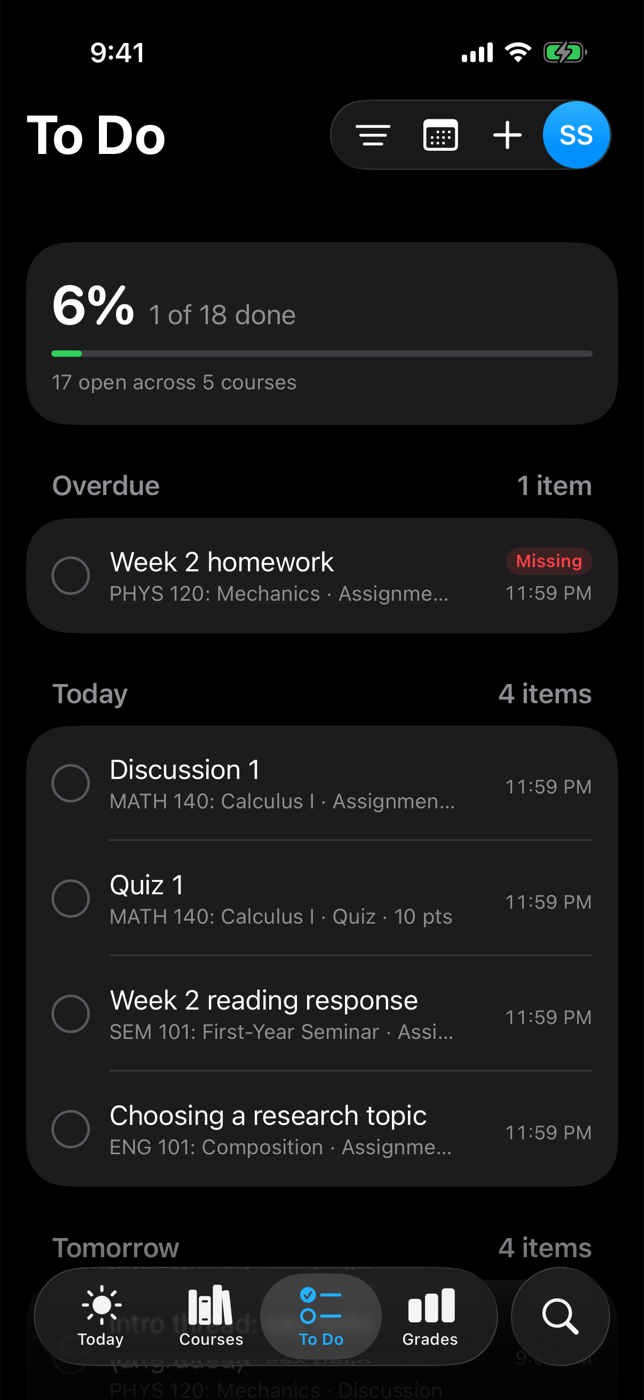 9:41
To Do
SS
6% 1 of 18 done
17 open across 5 courses
Overdue 1 item
Week 2 homework Missing
PHYS 120: Mechanics · Assignme... 11:59 PM
Today 4 items
Discussion 1
MATH 140: Calculus I · Assignmen... 11:59 PM
Quiz 1
MATH 140: Calculus I · Quiz · 10 pts 11:59 PM
Week 2 reading response
SEM 101: First-Year Seminar · Assi... 11:59 PM
Choosing a research topic
ENG 101: Composition · Assignme... 11:59 PM
Tomorrow 4 items
Intro thread:
Today Courses To Do Grades
PHYS 120: Mechanics · Discussion